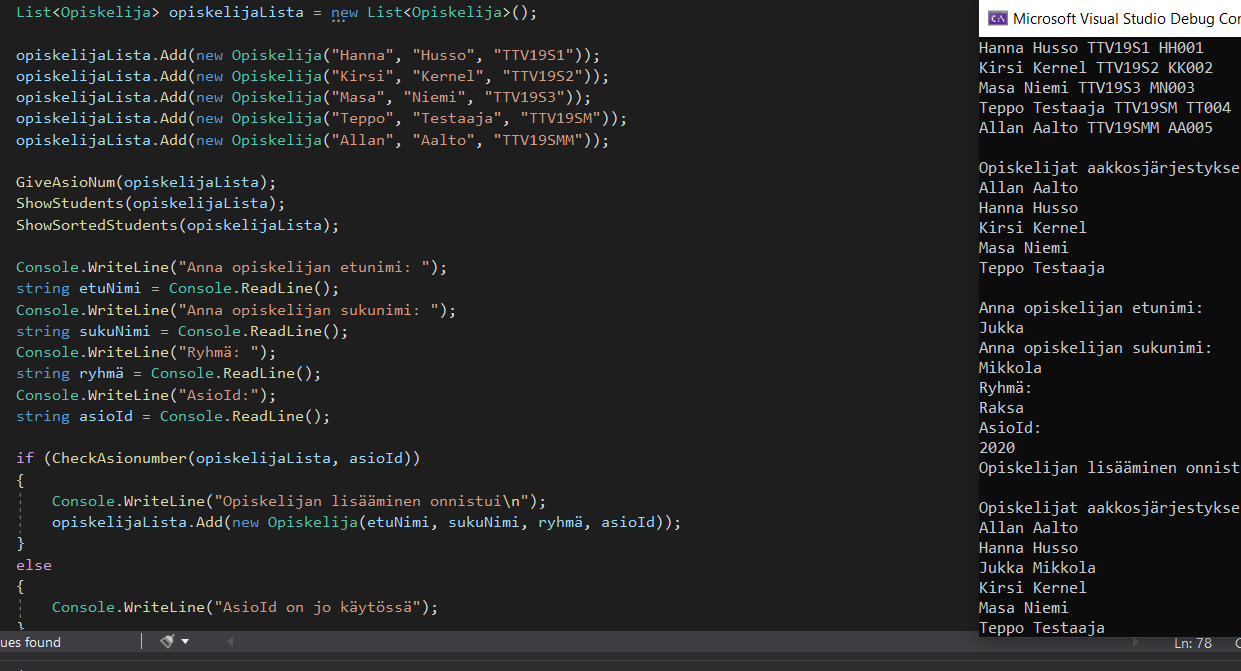 List<Opiskelija> opiskelijaLista = new List<Opiskelija>();
opiskelijaLista.Add(new Opiskelija("Hanna", "Husso", "TTV19S1"));
opiskelijaLista.Add(new Opiskelija("Kirsi", "Kernel", "TTV19S2"));
opiskelijaLista.Add(new Opiskelija("Masa", "Niemi", "TTV19S3"));
opiskelijaLista.Add(new Opiskelija("Teppo", "Testaaja", "TTV19SM"));
opiskelijaLista.Add(new Opiskelija("Allan", "Aalto", "TTV19SMM"));
GiveAsioNum(opiskelijaLista);
ShowStudents(opiskelijaLista);
ShowSortedStudents(opiskelijaLista);
Console.WriteLine("Anna opiskelijan etunimi: ");
string etuNimi = Console.ReadLine();
Console.WriteLine("Anna opiskelijan sukunimi: ");
string sukuNimi = Console.ReadLine();
Console.WriteLine("Ryhmä: ");
string ryhmä = Console.ReadLine();
Console.WriteLine("AsioId:");
string asioId = Console.ReadLine();
if (CheckAsionumber(opiskelijaLista, asioId))
{
Console.WriteLine("Opiskelijan lisääminen onnistui\n");
opiskelijaLista.Add(new Opiskelija(etuNimi, sukuNimi, ryhmä, asioId));
}
else
{
Console.WriteLine("AsioId on jo käytössä");
}
ues found
Ln: 78
Microsoft Visual Studio Debug Cor
Hanna Husso TTV19S1 HH001
Kirsi Kernel TTV19S2 KK002
Masa Niemi TTV19S3 MN003
Teppo Testaaja TTV19SM TT004
Allan Aalto TTV19SMM AA005
Opiskelijat aakkosjärjestykse
Allan Aalto
Hanna Husso
Kirsi Kernel
Masa Niemi
Teppo Testaaja
Anna opiskelijan etunimi:
Jukka
Anna opiskelijan sukunimi:
Mikkola
Ryhmä:
Raksa
AsioId:
2020
Opiskelijan lisääminen onnist
Opiskelijat aakkosjärjestykse
Allan Aalto
Hanna Husso
Jukka Mikkola
Kirsi Kernel
Masa Niemi
Teppo Testaaja